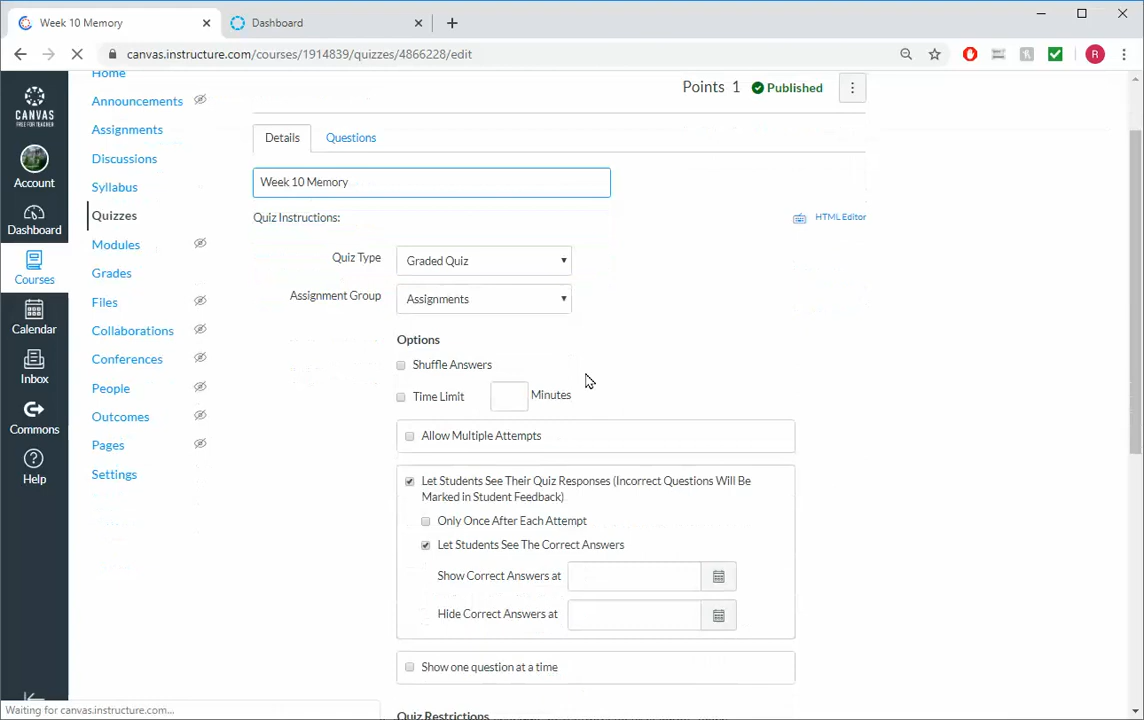 Week 10 Memory
Dashboard
canvas.instructure.com/courses/1914839/quizzes/4866228/edit
R
CANVAS
FREE FOR TEACHER
Account
Dashboard
Courses
Calendar
Inbox
Commons
Help
Home
Announcements
Assignments
Discussions
Syllabus
Quizzes
Modules
Grades
Files
Collaborations
Conferences
People
Outcomes
Pages
Settings
Points 1 Published
Details Questions
Week 10 Memory
Quiz Instructions: HTML Editor
Quiz Type Graded Quiz
Assignment Group Assignments
Options
Shuffle Answers
Time Limit Minutes
Allow Multiple Attempts
Let Students See Their Quiz Responses (Incorrect Questions Will Be
Marked in Student Feedback)
Only Once After Each Attempt
Let Students See The Correct Answers
Show Correct Answers at
Hide Correct Answers at
Show one question at a time
Quiz Restrictions
Waiting for canvas.instructure.com...